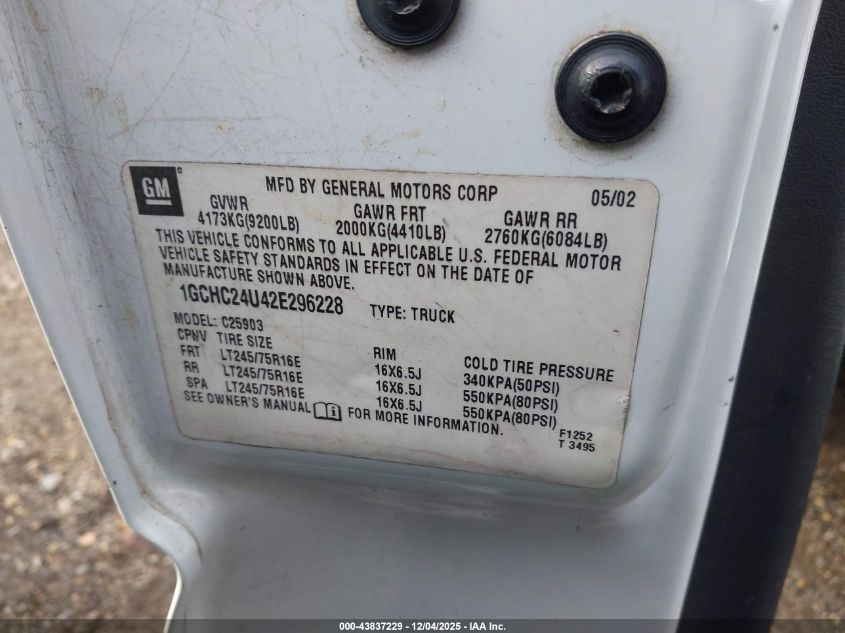 GM
MFD BY GENERAL MOTORS CORP 05/02
GVWR GAWR FRT GAWR RR
4173KG(9200LB) 2000KG(4410LB) 2760KG(6084LB)
THIS VEHICLE CONFORMS TO ALL APPLICABLE U.S. FEDERAL MOTOR
VEHICLE SAFETY STANDARDS IN EFFECT ON THE DATE OF
MANUFACTURE SHOWN ABOVE.
1GCHC24U42E296228 TYPE: TRUCK
MODEL: C25903
CPNV TIRE SIZE RIM COLD TIRE PRESSURE
FRT LT245/75R16E 16X6.5J 340KPA(50PSI)
RR LT245/75R16E 16X6.5J 550KPA(80PSI)
SPA LT245/75R16E 16X6.5J 550KPA(80PSI)
SEE OWNER'S MANUAL i FOR MORE INFORMATION.
F1252
T 3495
000-43837229 - 12/04/2025 - IAA Inc.